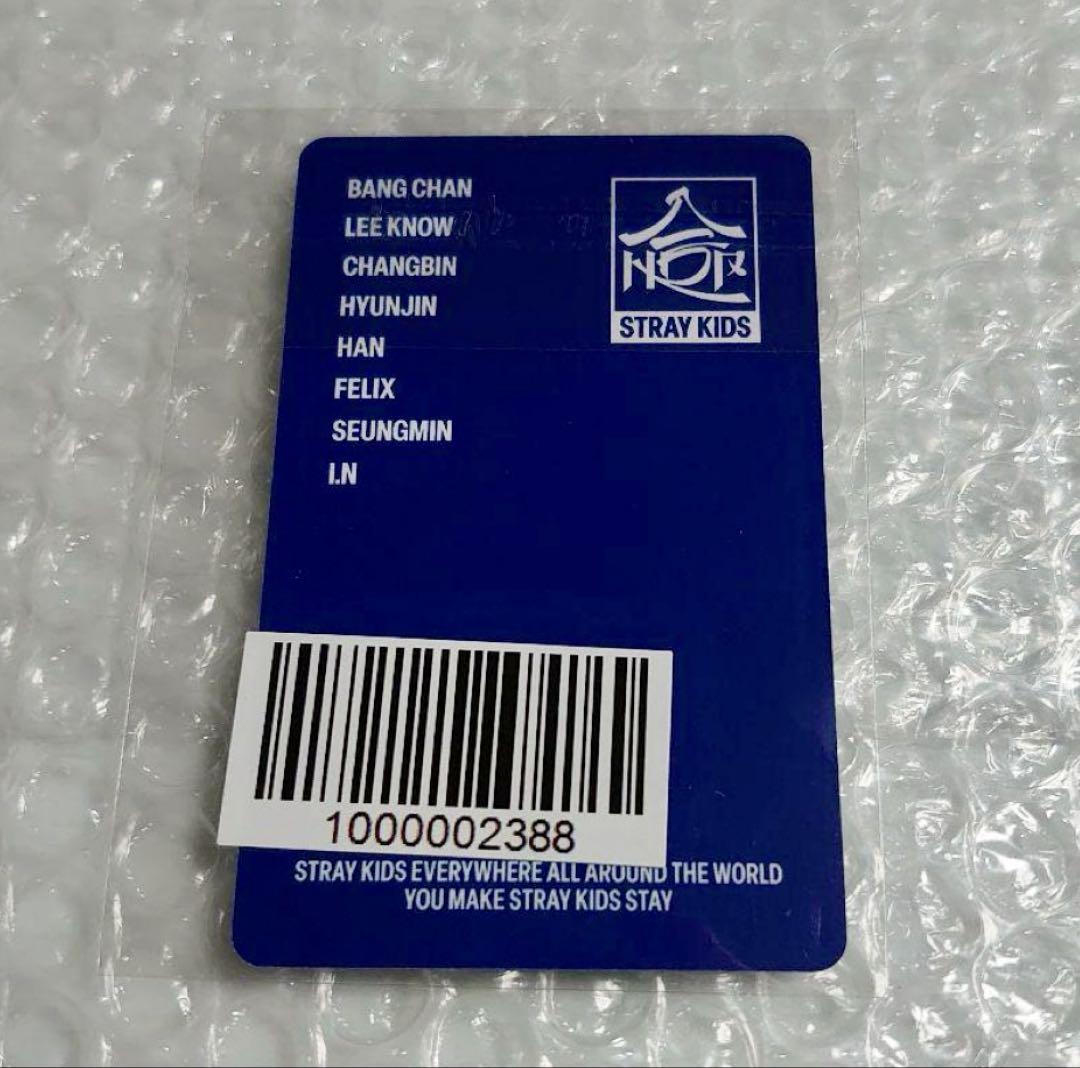 BANG CHAN
LEE KNOW
CHANGBIN
HYUNJIN
HAN
FELIX
SEUNGMIN
I.N
STRAY KIDS
1000002388
STRAY KIDS EVERYWHERE ALL AROUND THE WORLD
YOU MAKE STRAY KIDS STAY